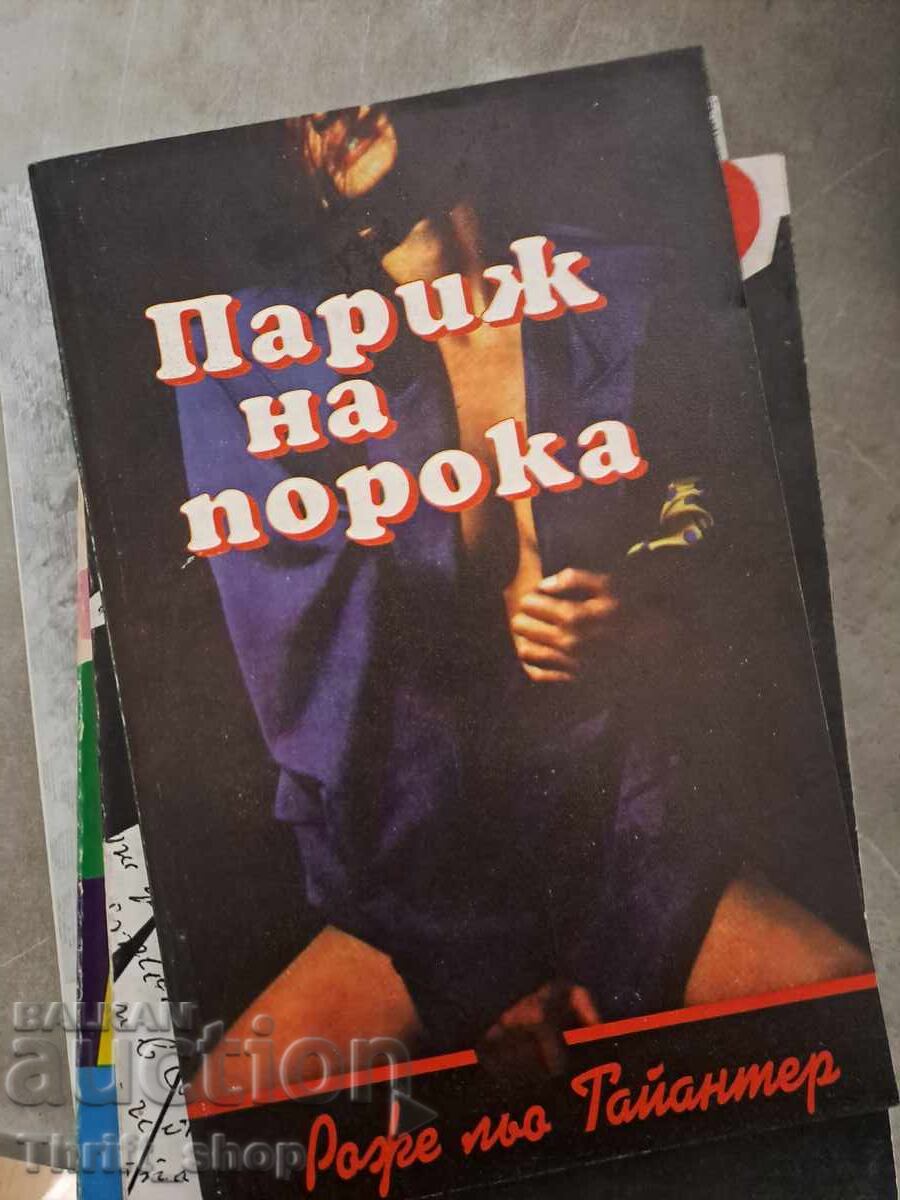 Париж
на
порока
Роже льо Тайантер
BALKAN
auction
Thrift shop